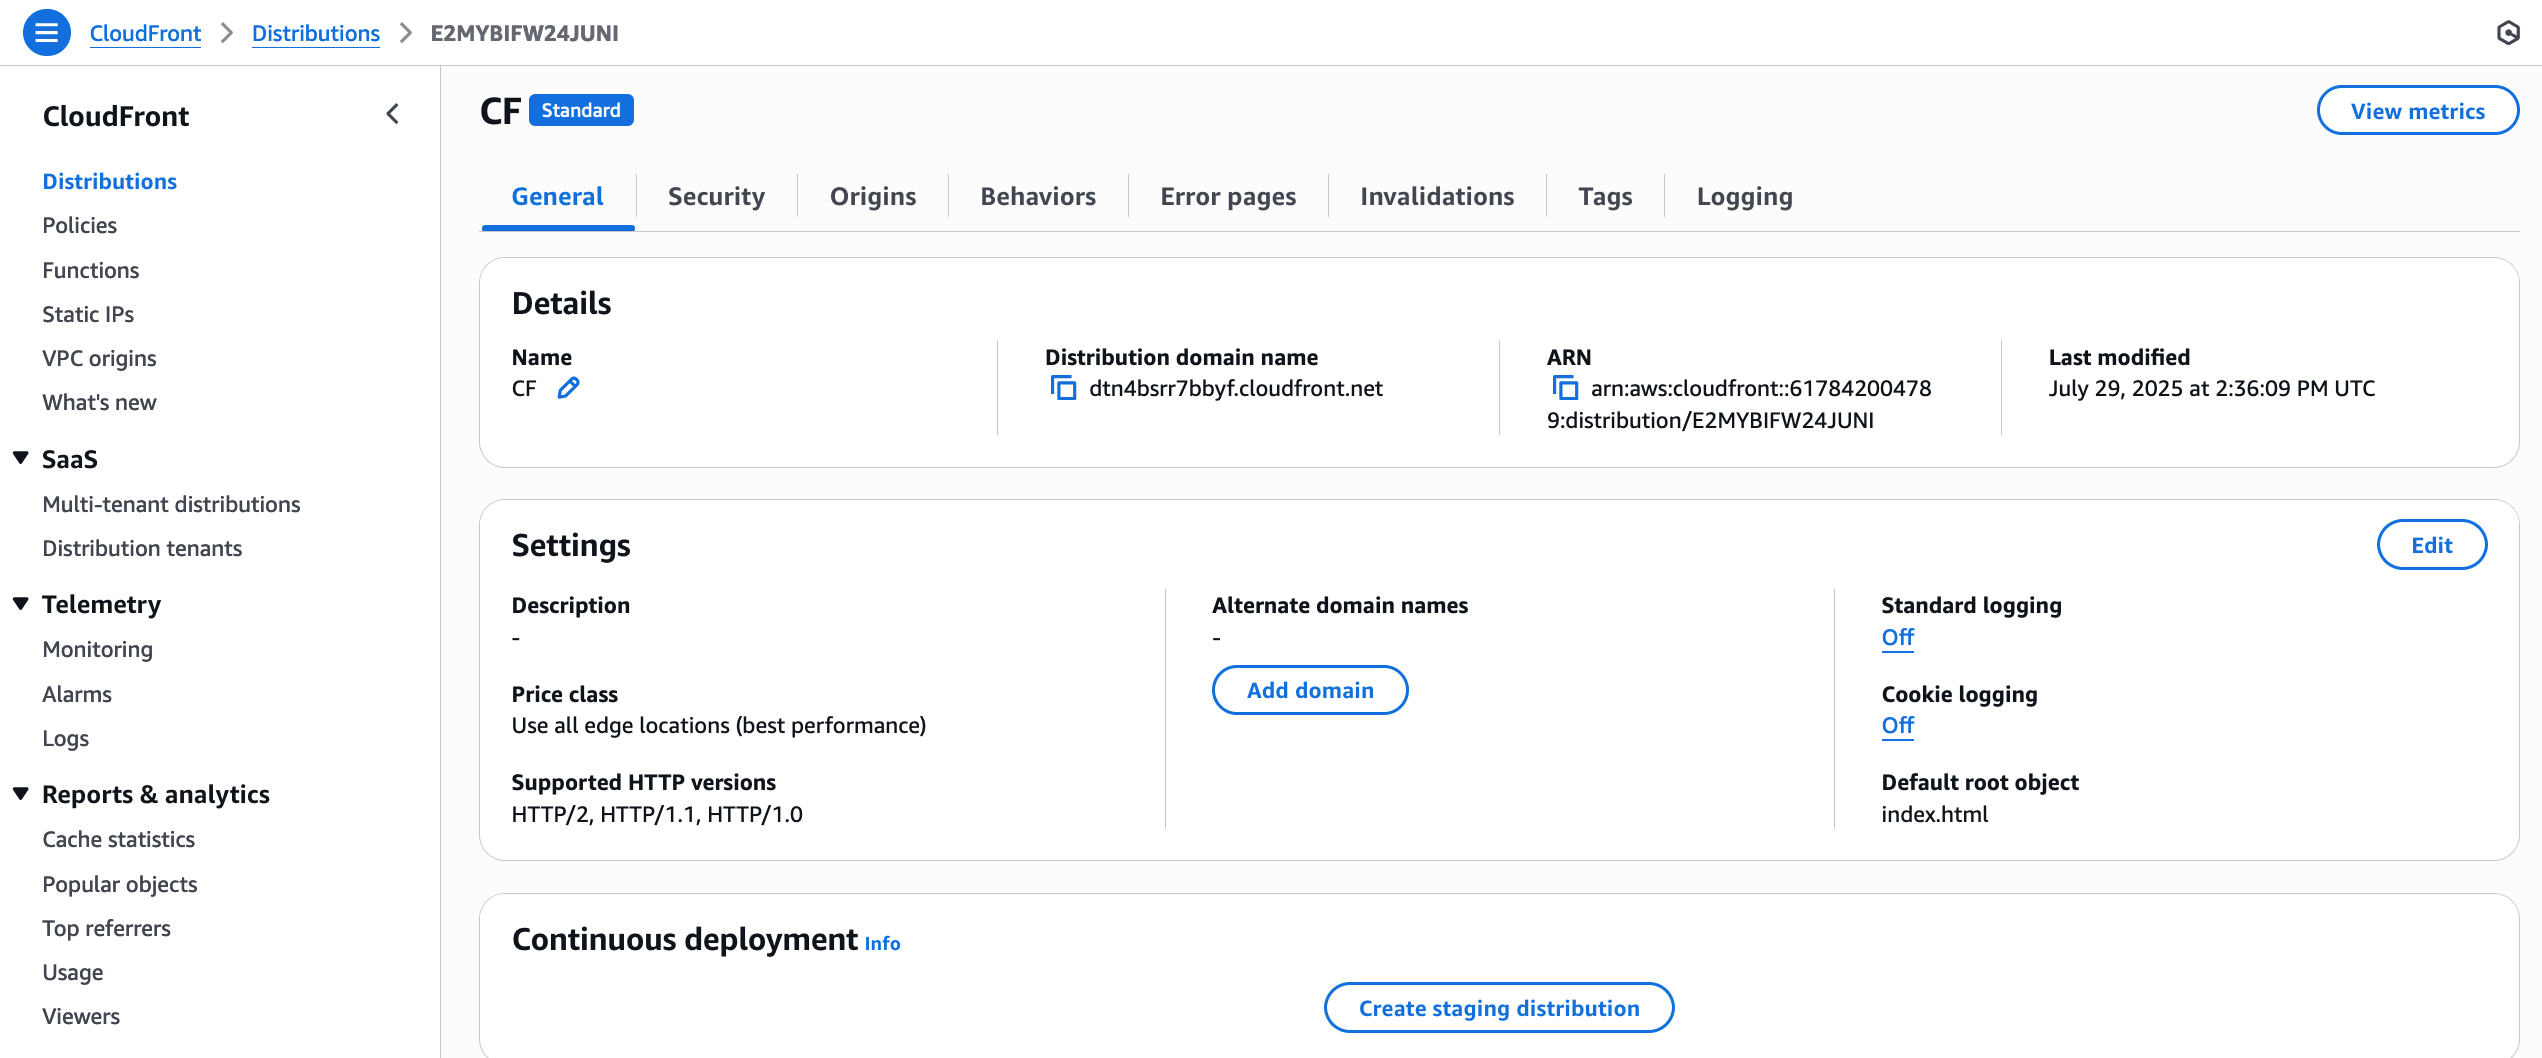 CloudFront > Distributions > E2MYBIFW24JUNI
CloudFront
Distributions
Policies
Functions
Static IPs
VPC origins
What's new
SaaS
Multi-tenant distributions
Distribution tenants
Telemetry
Monitoring
Alarms
Logs
Reports & analytics
Cache statistics
Popular objects
Top referrers
Usage
Viewers
CF Standard
View metrics
General Security Origins Behaviors Error pages Invalidations Tags Logging
Details
Name
CF
Distribution domain name
dtn4bsrr7bbyf.cloudfront.net
ARN
arn:aws:cloudfront::61784200478
9:distribution/E2MYBIFW24JUNI
Last modified
July 29, 2025 at 2:36:09 PM UTC
Settings
Edit
Description
-
Price class
Use all edge locations (best performance)
Supported HTTP versions
HTTP/2, HTTP/1.1, HTTP/1.0
Alternate domain names
-
Add domain
Standard logging
Off
Cookie logging
Off
Default root object
index.html
Continuous deployment Info
Create staging distribution